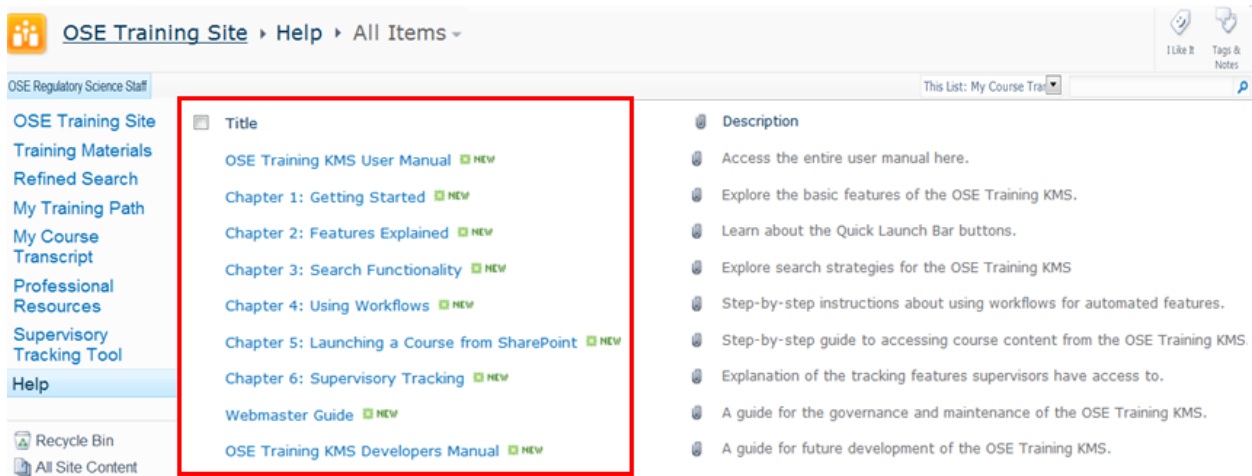 OSE Training Site ▸ Help ▸ All Items
I Like It
Tags & Notes
OSE Regulatory Science Staff
This List: My Course Tra
OSE Training Site
Training Materials
Refined Search
My Training Path
My Course
Transcript
Professional
Resources
Supervisory
Tracking Tool
Help
Recycle Bin
All Site Content
Title Description
OSE Training KMS User Manual NEW Access the entire user manual here.
Chapter 1: Getting Started NEW Explore the basic features of the OSE Training KMS.
Chapter 2: Features Explained NEW Learn about the Quick Launch Bar buttons.
Chapter 3: Search Functionality NEW Explore search strategies for the OSE Training KMS
Chapter 4: Using Workflows NEW Step-by-step instructions about using workflows for automated features.
Chapter 5: Launching a Course from SharePoint NEW Step-by-step guide to accessing course content from the OSE Training KMS.
Chapter 6: Supervisory Tracking NEW Explanation of the tracking features supervisors have access to.
Webmaster Guide NEW A guide for the governance and maintenance of the OSE Training KMS.
OSE Training KMS Developers Manual NEW A guide for future development of the OSE Training KMS.